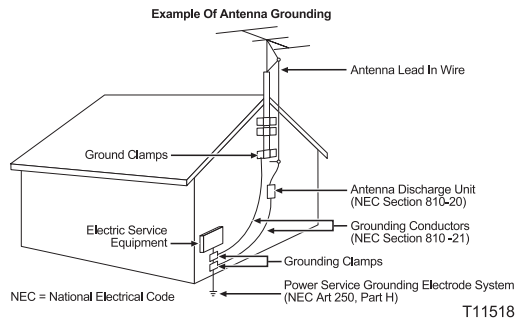 Example Of Antenna Grounding
Antenna Lead In Wire
Ground Clamps
Antenna Discharge Unit
(NEC Section 810-20)
Electric Service
Equipment
Grounding Conductors
(NEC Section 810 -21)
Grounding Clamps
Power Service Grounding Electrode System
(NEC Art 250, Part H)
NEC = National Electrical Code
T11518